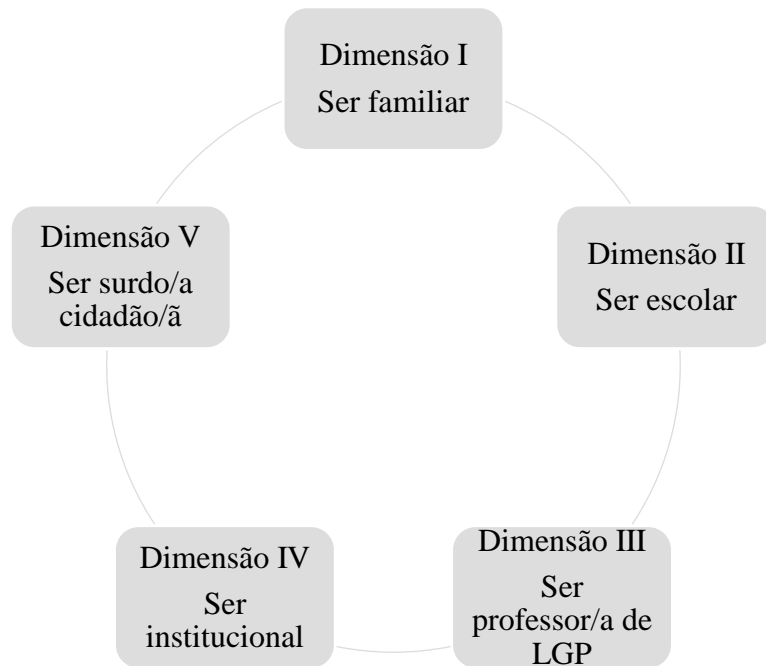 Dimensão I
Ser familiar
Dimensão II
Ser escolar
Dimensão III
Ser
professor/a de
LGP
Dimensão IV
Ser
institucional
Dimensão V
Ser surdo/a
cidadão/ã